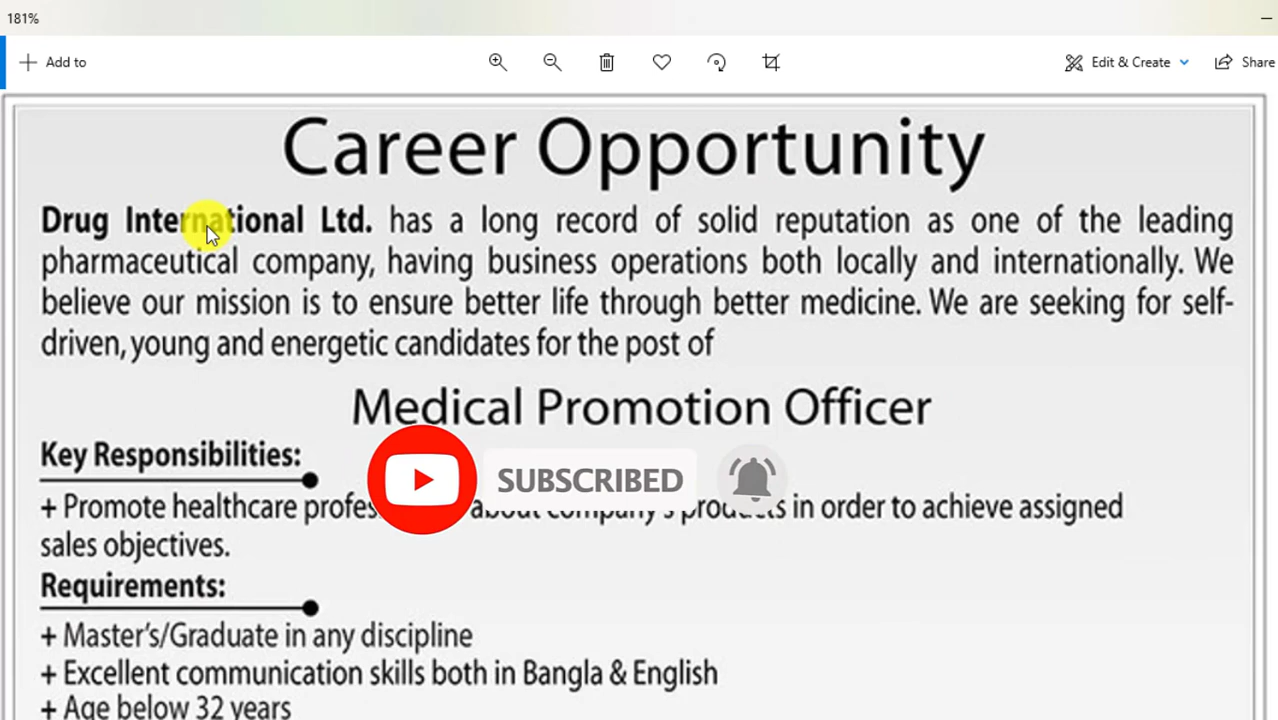 181%
Add to
Edit & Create
Share
Career Opportunity
Drug International Ltd. has a long record of solid reputation as one of the leading
pharmaceutical company, having business operations both locally and internationally. We
believe our mission is to ensure better life through better medicine. We are seeking for self-
driven, young and energetic candidates for the post of
Medical Promotion Officer
Key Responsibilities:
SUBSCRIBED
+ Promote healthcare about company's products in order to achieve assigned
sales objectives.
Requirements:
+ Master's/Graduate in any discipline
+ Excellent communication skills both in Bangla & English
+ Age below 32 years